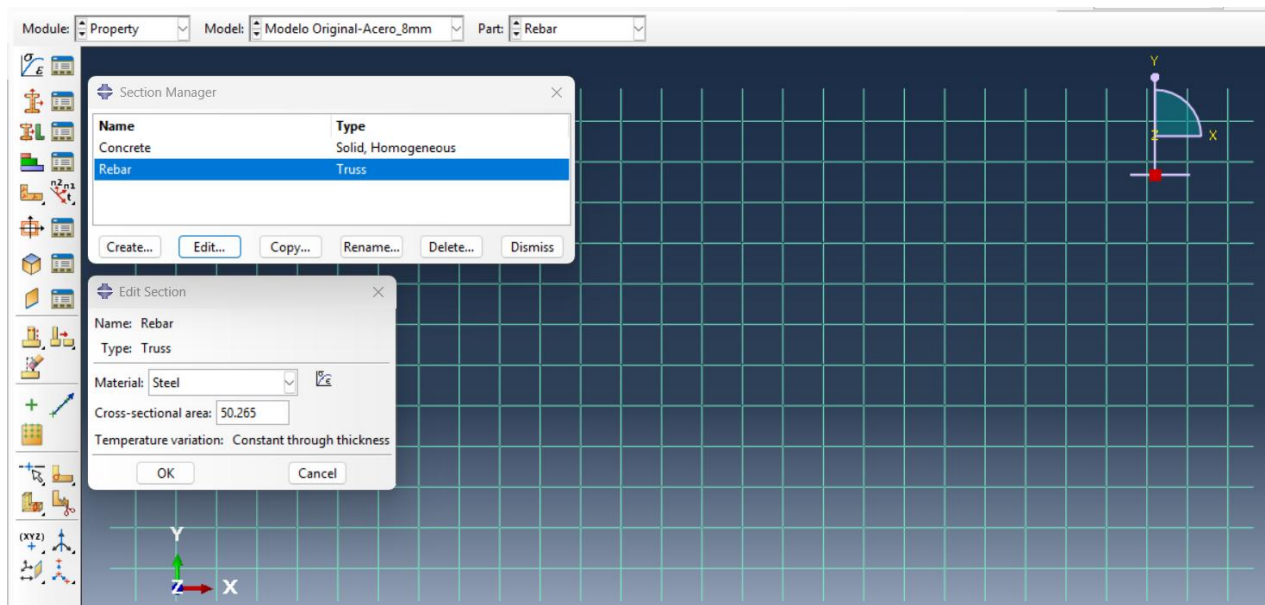 Module: Property Model: Modelo Original-Acero_8mm Part: Rebar
Section Manager
Name Type
Concrete Solid, Homogeneous
Rebar Truss
Create... Edit... Copy... Rename... Delete... Dismiss
Edit Section
Name: Rebar
Type: Truss
Material: Steel
Cross-sectional area: 50.265
Temperature variation: Constant through thickness
OK Cancel
Y
Z X
(XYZ)
Y
Z X